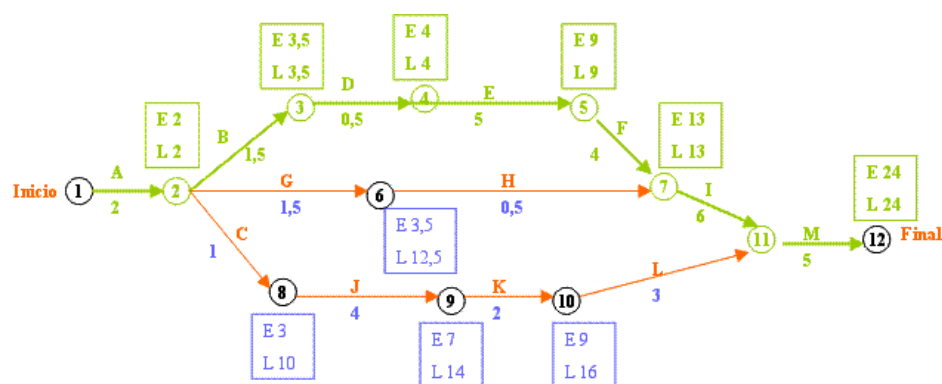 E 3,5
L 3,5
E 4
L 4
E 9
L 9
D
E
3
4
5
0,5
5
E 2
L 2
B
1,5
F
4
E 13
L 13
A
Inicio
1
2
2
G
1,5
6
H
0,5
7
I
6
E 24
L 24
E 3,5
L 12,5
C
1
11
M
5
12
Final
8
J
4
9
K
2
10
L
3
E 3
L 10
E 7
L 14
E 9
L 16